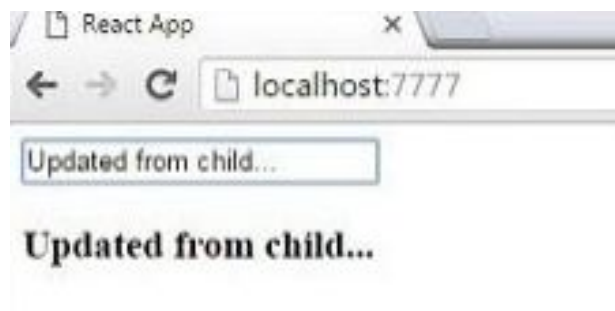 React App
localhost:7777
Updated from child...
Updated from child...